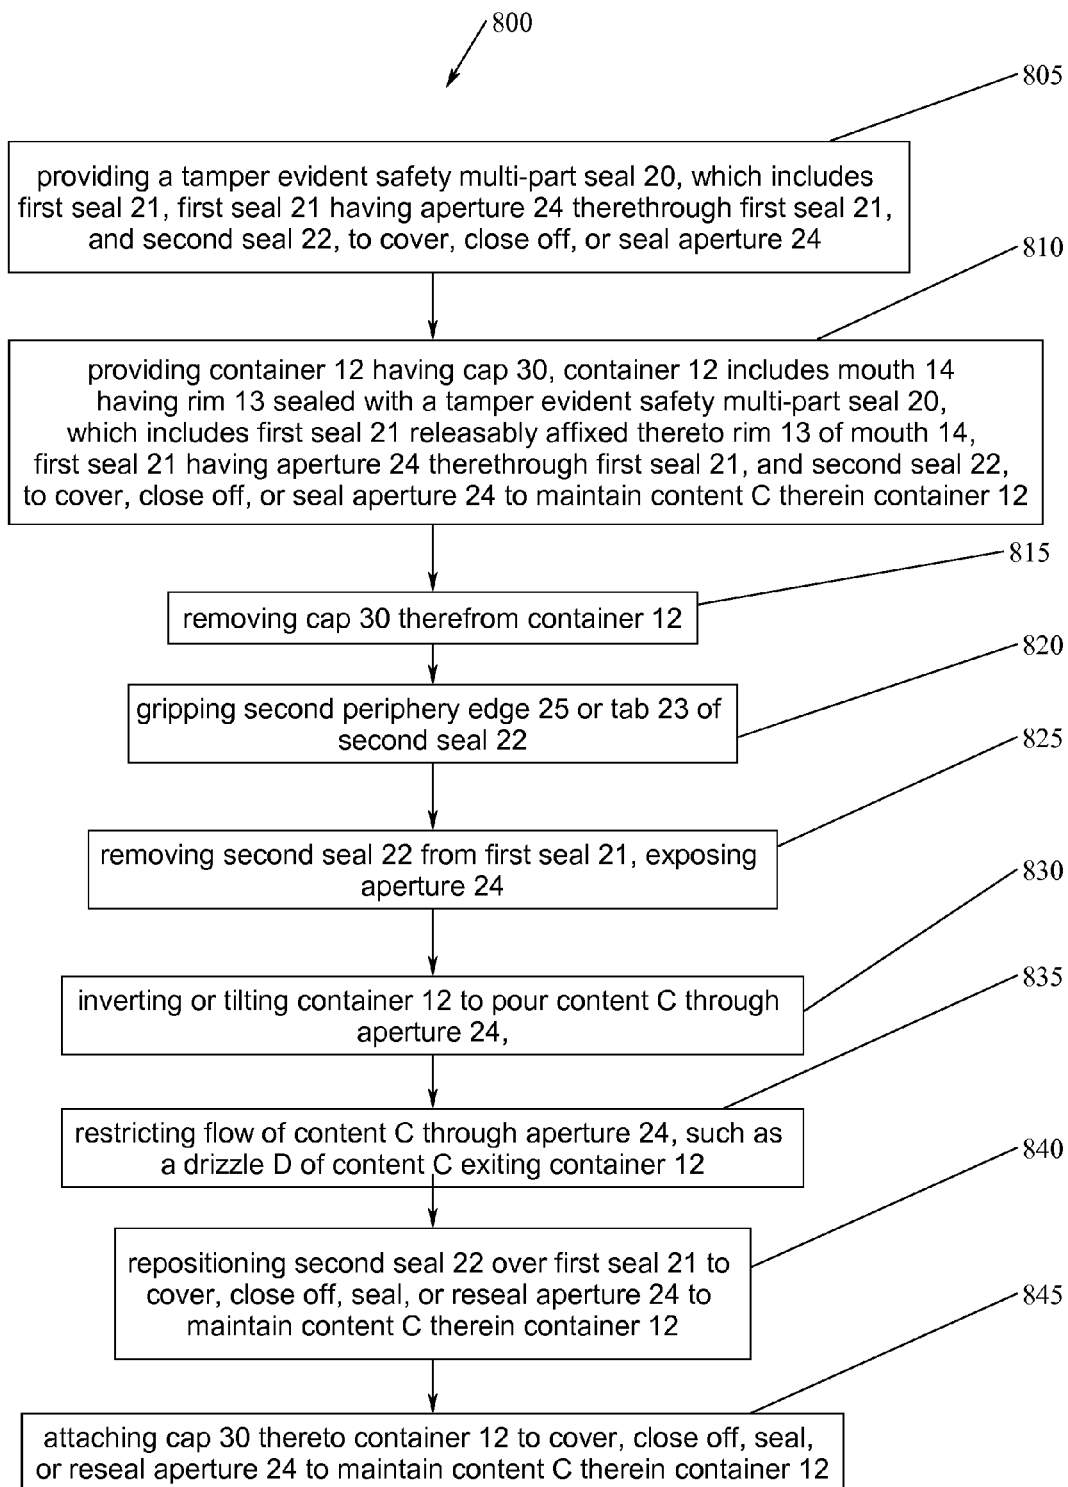 800
805
providing a tamper evident safety multi-part seal 20, which includes
first seal 21, first seal 21 having aperture 24 therethrough first seal 21,
and second seal 22, to cover, close off, or seal aperture 24
810
providing container 12 having cap 30, container 12 includes mouth 14
having rim 13 sealed with a tamper evident safety multi-part seal 20,
which includes first seal 21 releasably affixed thereto rim 13 of mouth 14,
first seal 21 having aperture 24 therethrough first seal 21, and second seal 22,
to cover, close off, or seal aperture 24 to maintain content C therein container 12
815
removing cap 30 therefrom container 12
820
gripping second periphery edge 25 or tab 23 of
second seal 22
825
removing second seal 22 from first seal 21, exposing
aperture 24
830
inverting or tilting container 12 to pour content C through
aperture 24,
835
restricting flow of content C through aperture 24, such as
a drizzle D of content C exiting container 12
840
repositioning second seal 22 over first seal 21 to
cover, close off, seal, or reseal aperture 24 to
maintain content C therein container 12
845
attaching cap 30 thereto container 12 to cover, close off, seal,
or reseal aperture 24 to maintain content C therein container 12